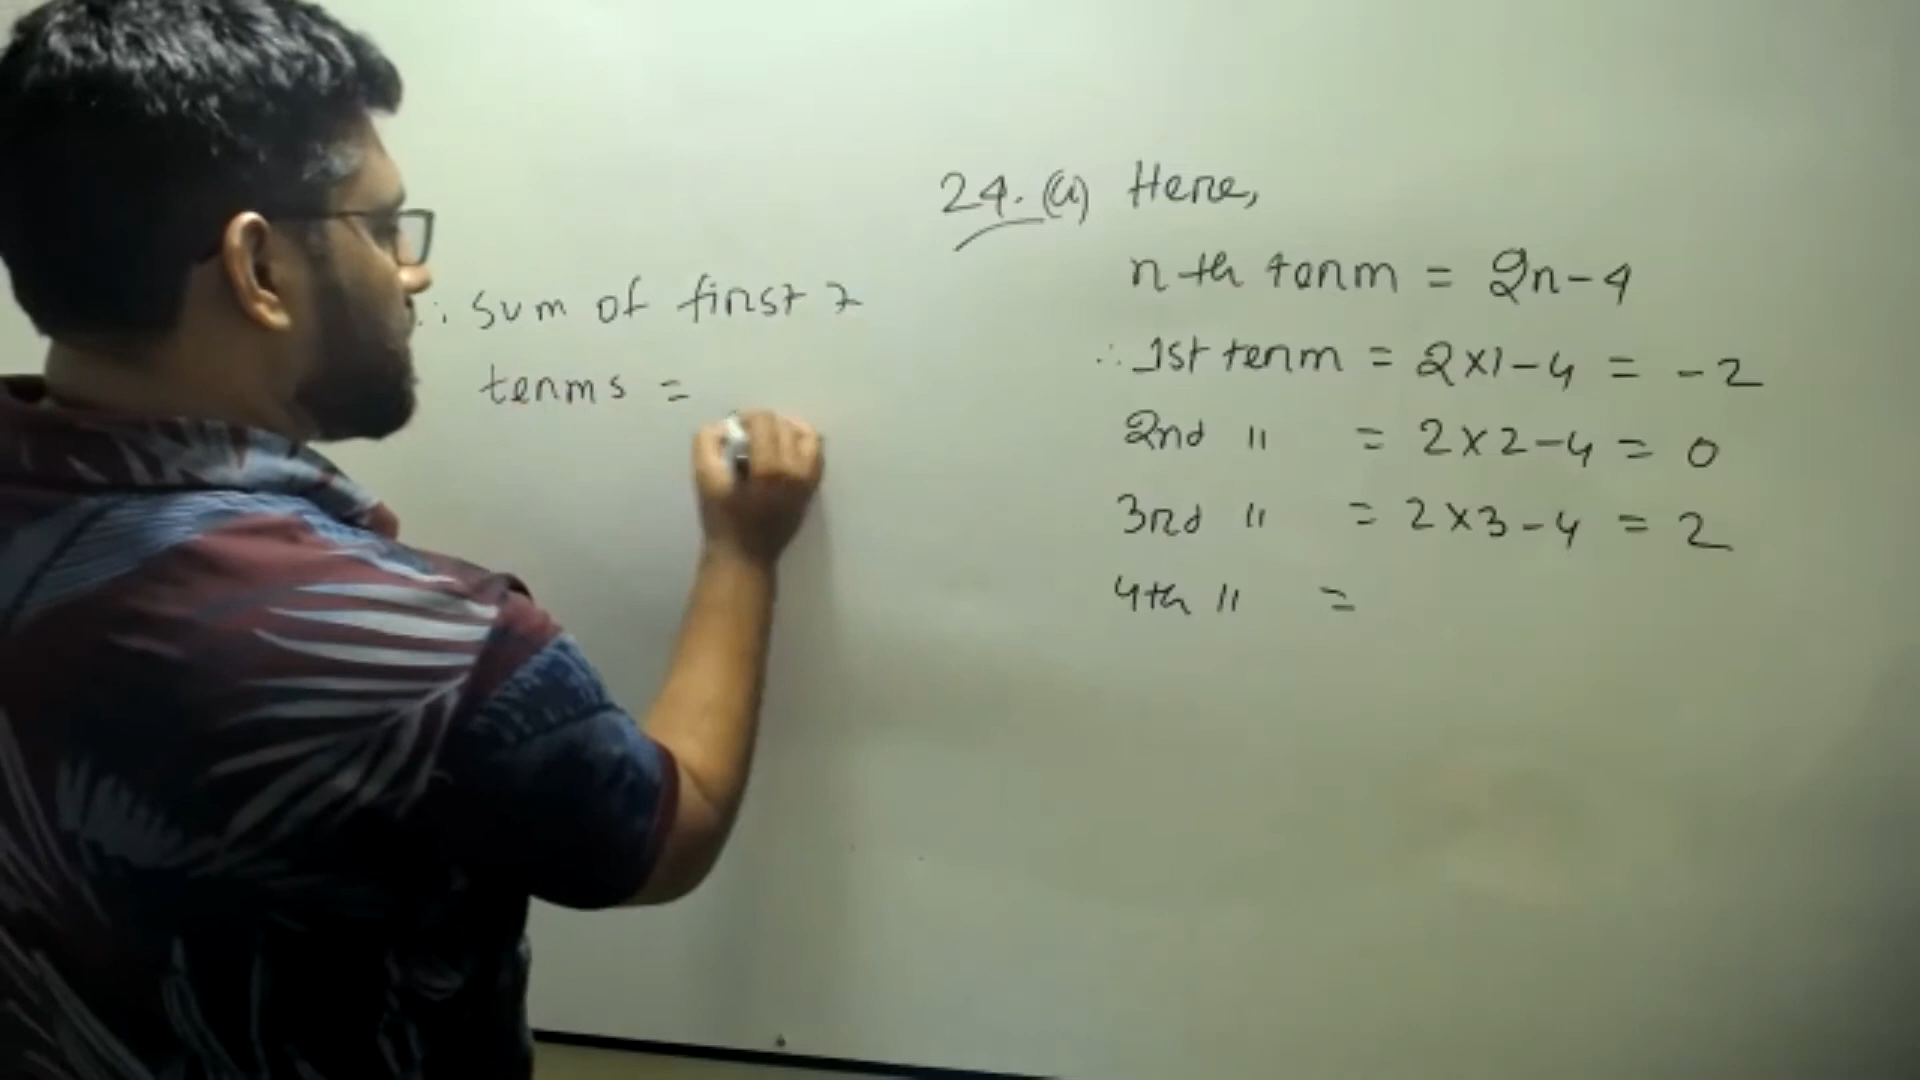 ∴ sum of first 7
terms =
24. (a) Here,
n th term = 2n - 4
∴ 1st term = 2×1-4 = -2
2nd " = 2×2-4 = 0
3rd " = 2×3-4 = 2
4th " =